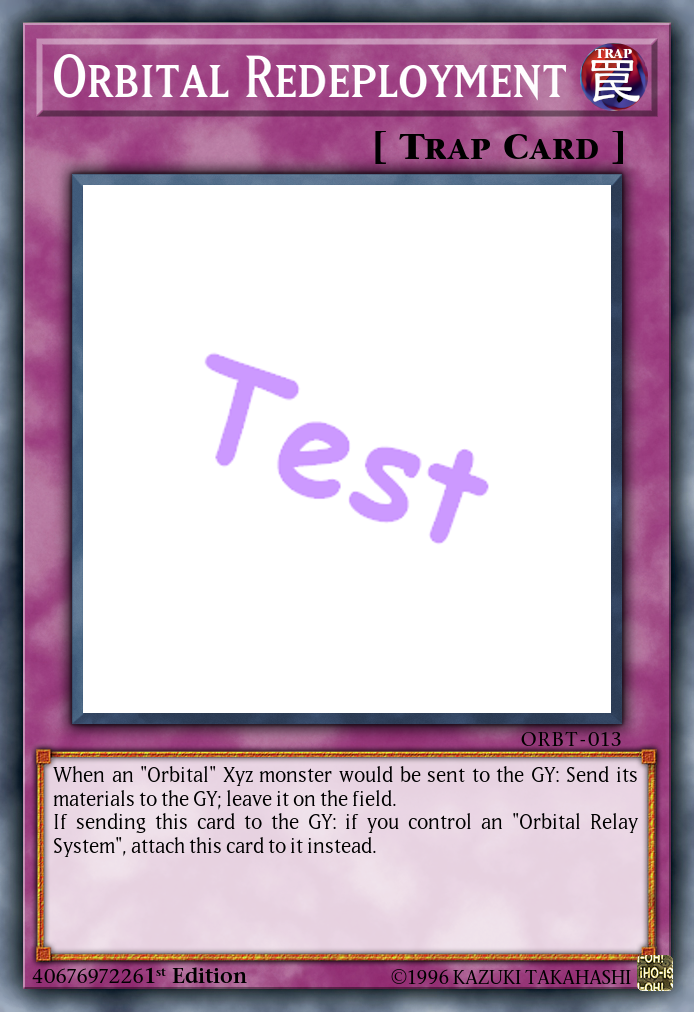 Orbital Redeployment
TRAP
罠
[ Trap Card ]
Test
ORBT-013
When an "Orbital" Xyz monster would be sent to the GY: Send its
materials to the GY; leave it on the field.
If sending this card to the GY: if you control an "Orbital Relay
System", attach this card to it instead.
40676972261st Edition
©1996 KAZUKI TAKAHASHI